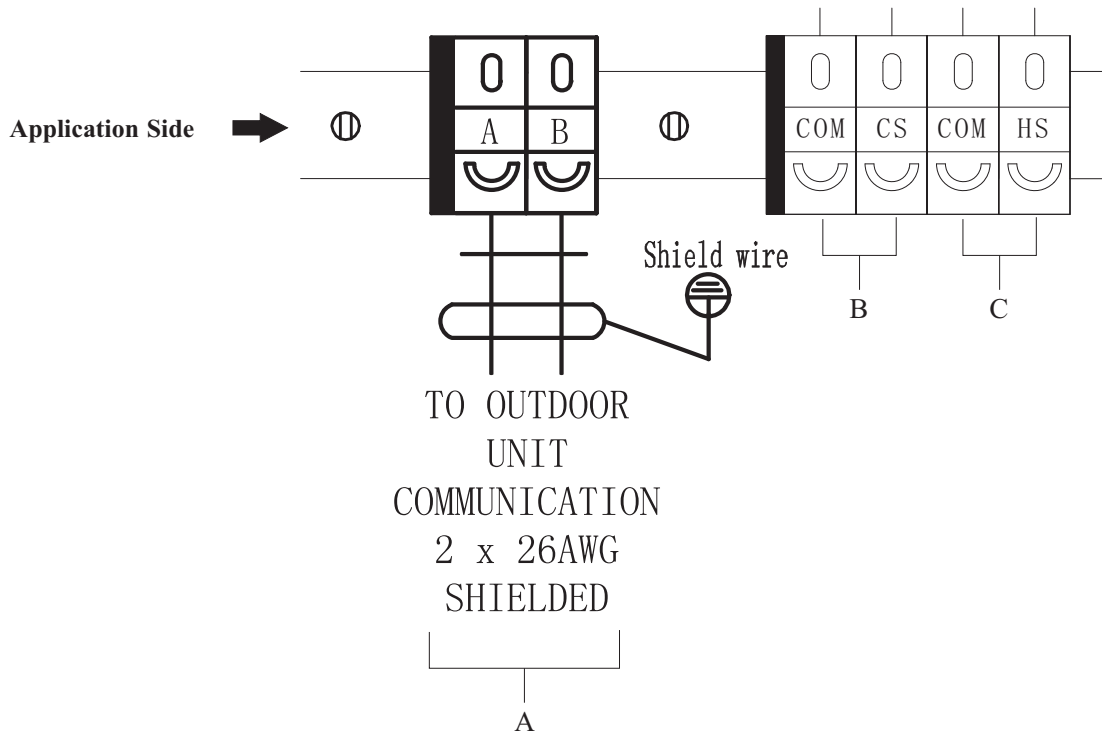 Application Side
A B
COM CS COM HS
Shield wire
B C
TO OUTDOOR
UNIT
COMMUNICATION
2 x 26AWG
SHIELDED
A